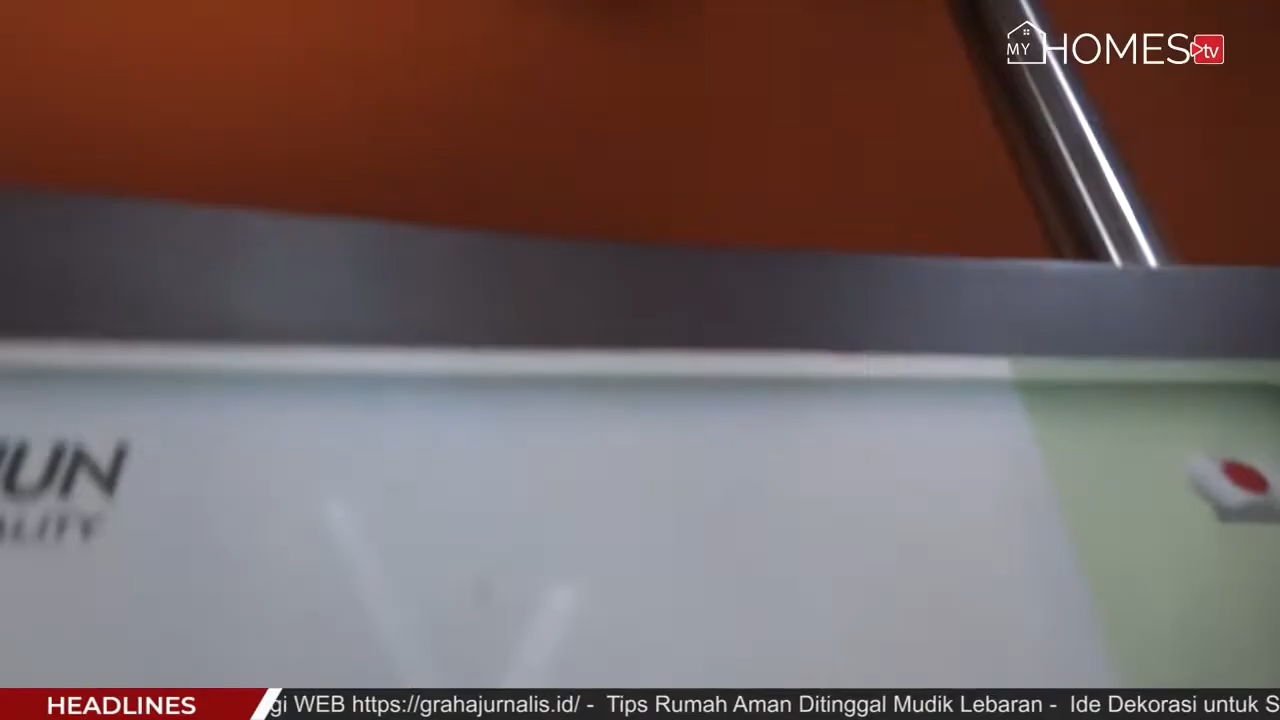 MY HOMES tv
UN
ALITY
HEADLINES gi WEB https://grahajurnalis.id/ - Tips Rumah Aman Ditinggal Mudik Lebaran - Ide Dekorasi untuk S